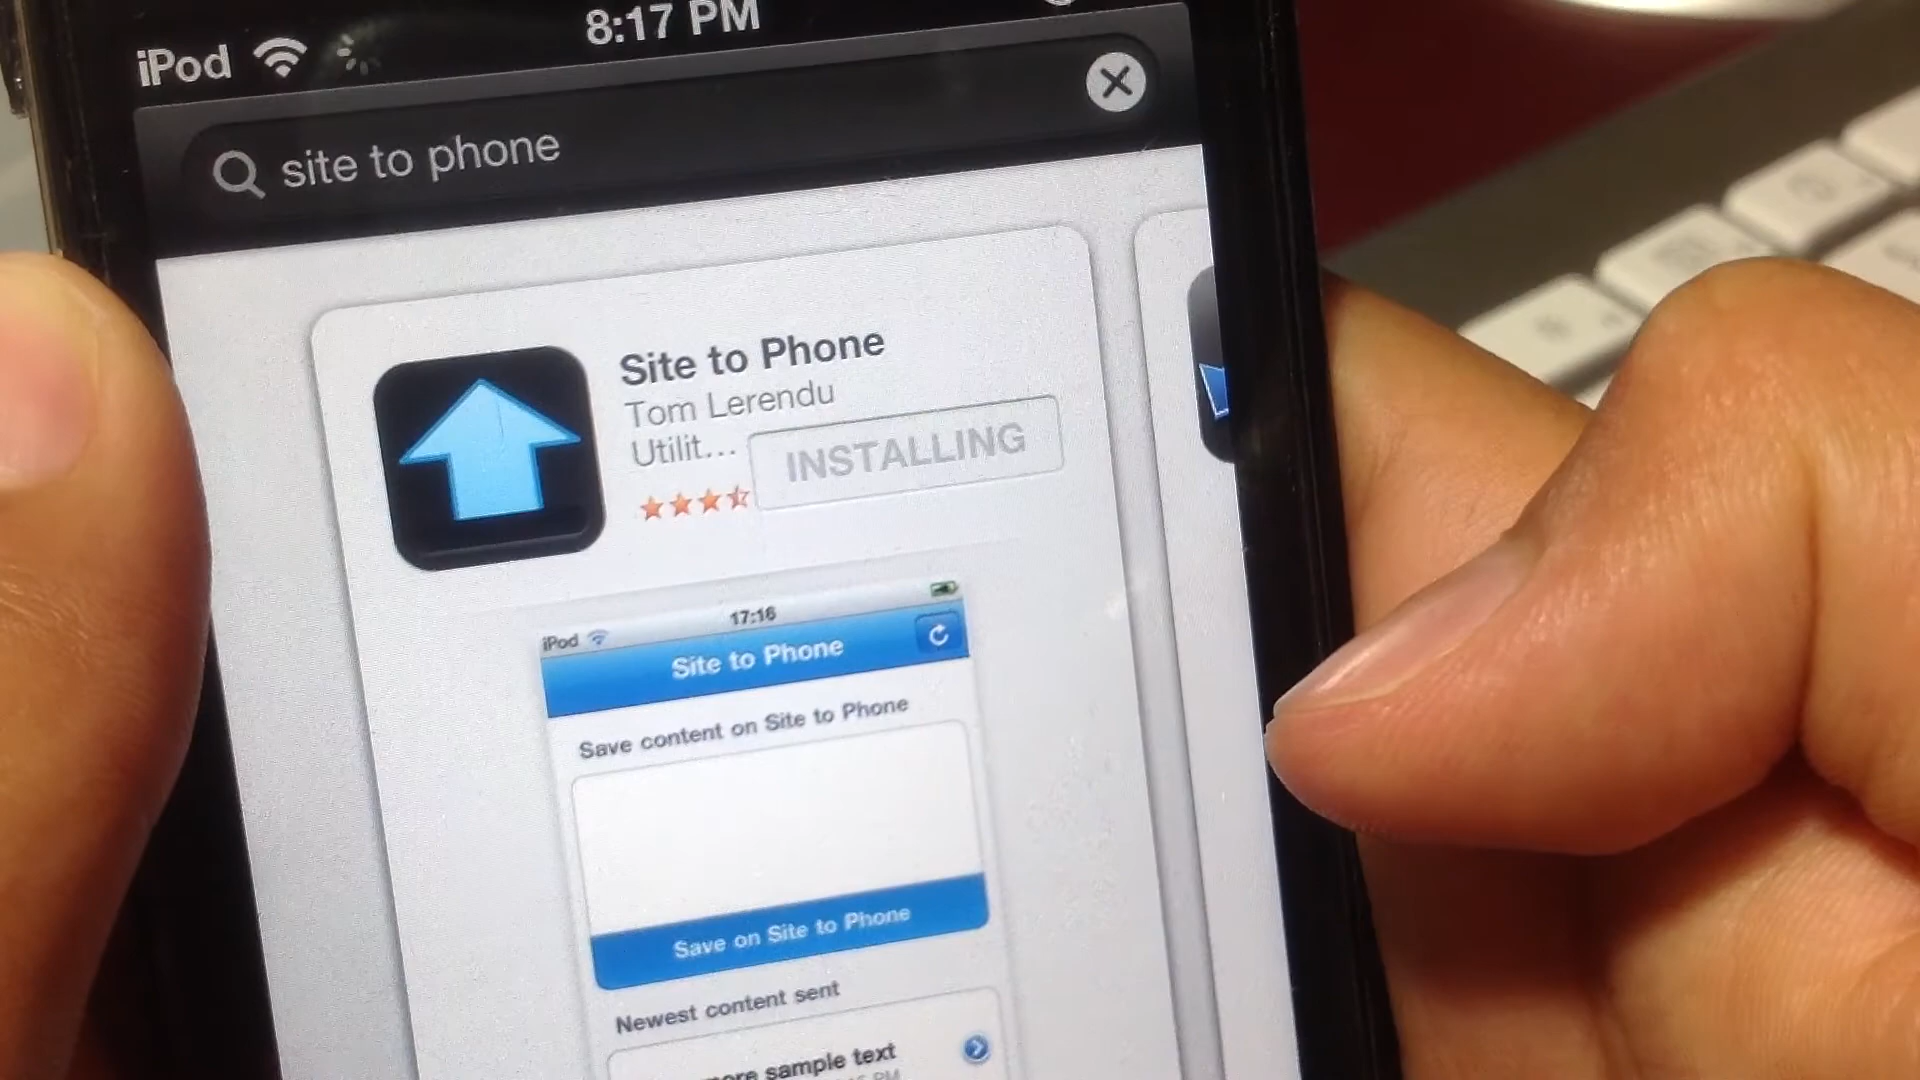 iPod 8:17 PM
site to phone
Site to Phone
Tom Lerendu
Utilit...
INSTALLING
iPod 17:16
Site to Phone
Save content on Site to Phone
Save on Site to Phone
Newest content sent
sample text
PM